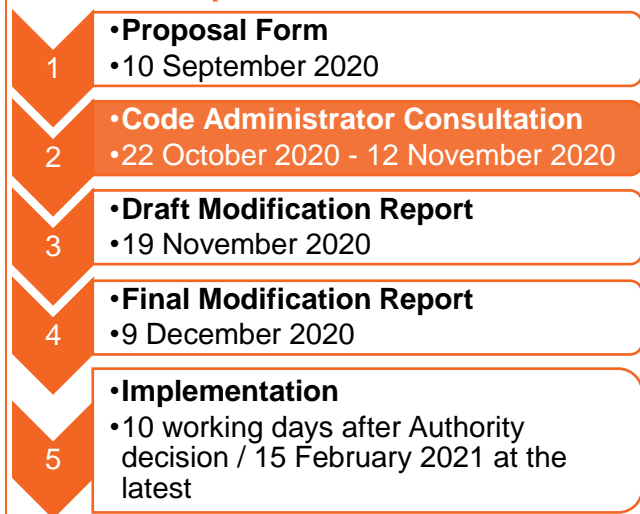 1
•Proposal Form
•10 September 2020
2
•Code Administrator Consultation
•22 October 2020 - 12 November 2020
3
•Draft Modification Report
•19 November 2020
4
•Final Modification Report
•9 December 2020
5
•Implementation
•10 working days after Authority
decision / 15 February 2021 at the
latest